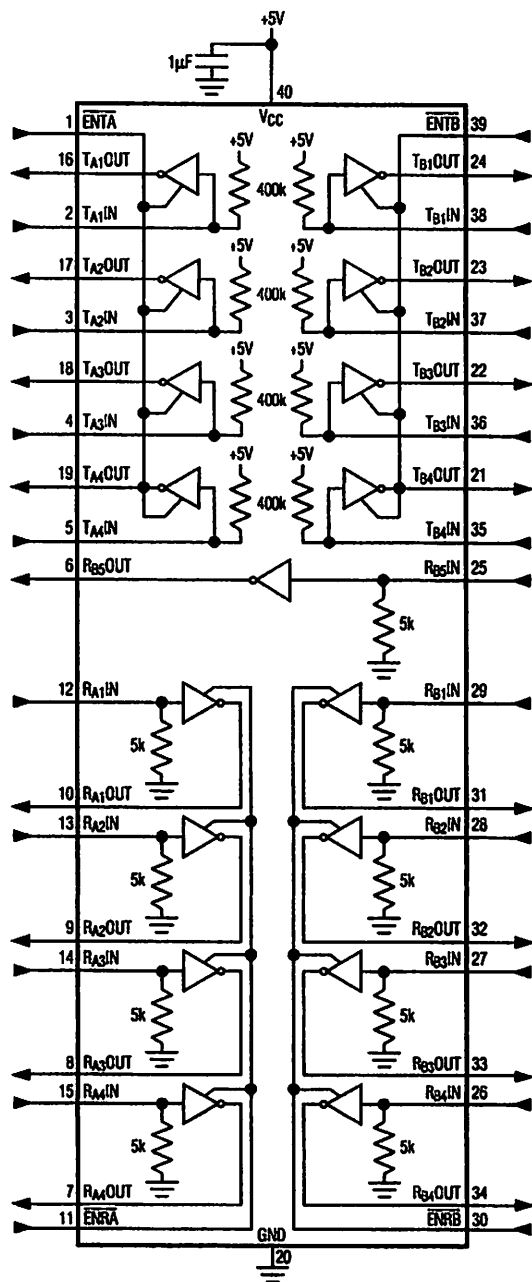 +5V
1µF
40
VCC
1 ENTA ENTB 39
16 TA1OUT +5V +5V TB1OUT 24
400k
2 TA1IN TB1IN 38
+5V +5V
17 TA2OUT TB2OUT 23
400k
3 TA2IN TB2IN 37
+5V +5V
18 TA3OUT TB3OUT 22
400k
4 TA3IN TB3IN 36
+5V +5V
19 TA4OUT TB4OUT 21
400k
5 TA4IN TB4IN 35
6 RB5OUT RB5IN 25
5k
12 RA1IN RB1IN 29
5k 5k
10 RA1OUT RB1OUT 31
13 RA2IN RB2IN 28
5k 5k
9 RA2OUT RB2OUT 32
14 RA3IN RB3IN 27
5k 5k
8 RA3OUT RB3OUT 33
15 RA4IN RB4IN 26
5k 5k
7 RA4OUT RB4OUT 34
11 ENRA GND ENRB 30
20